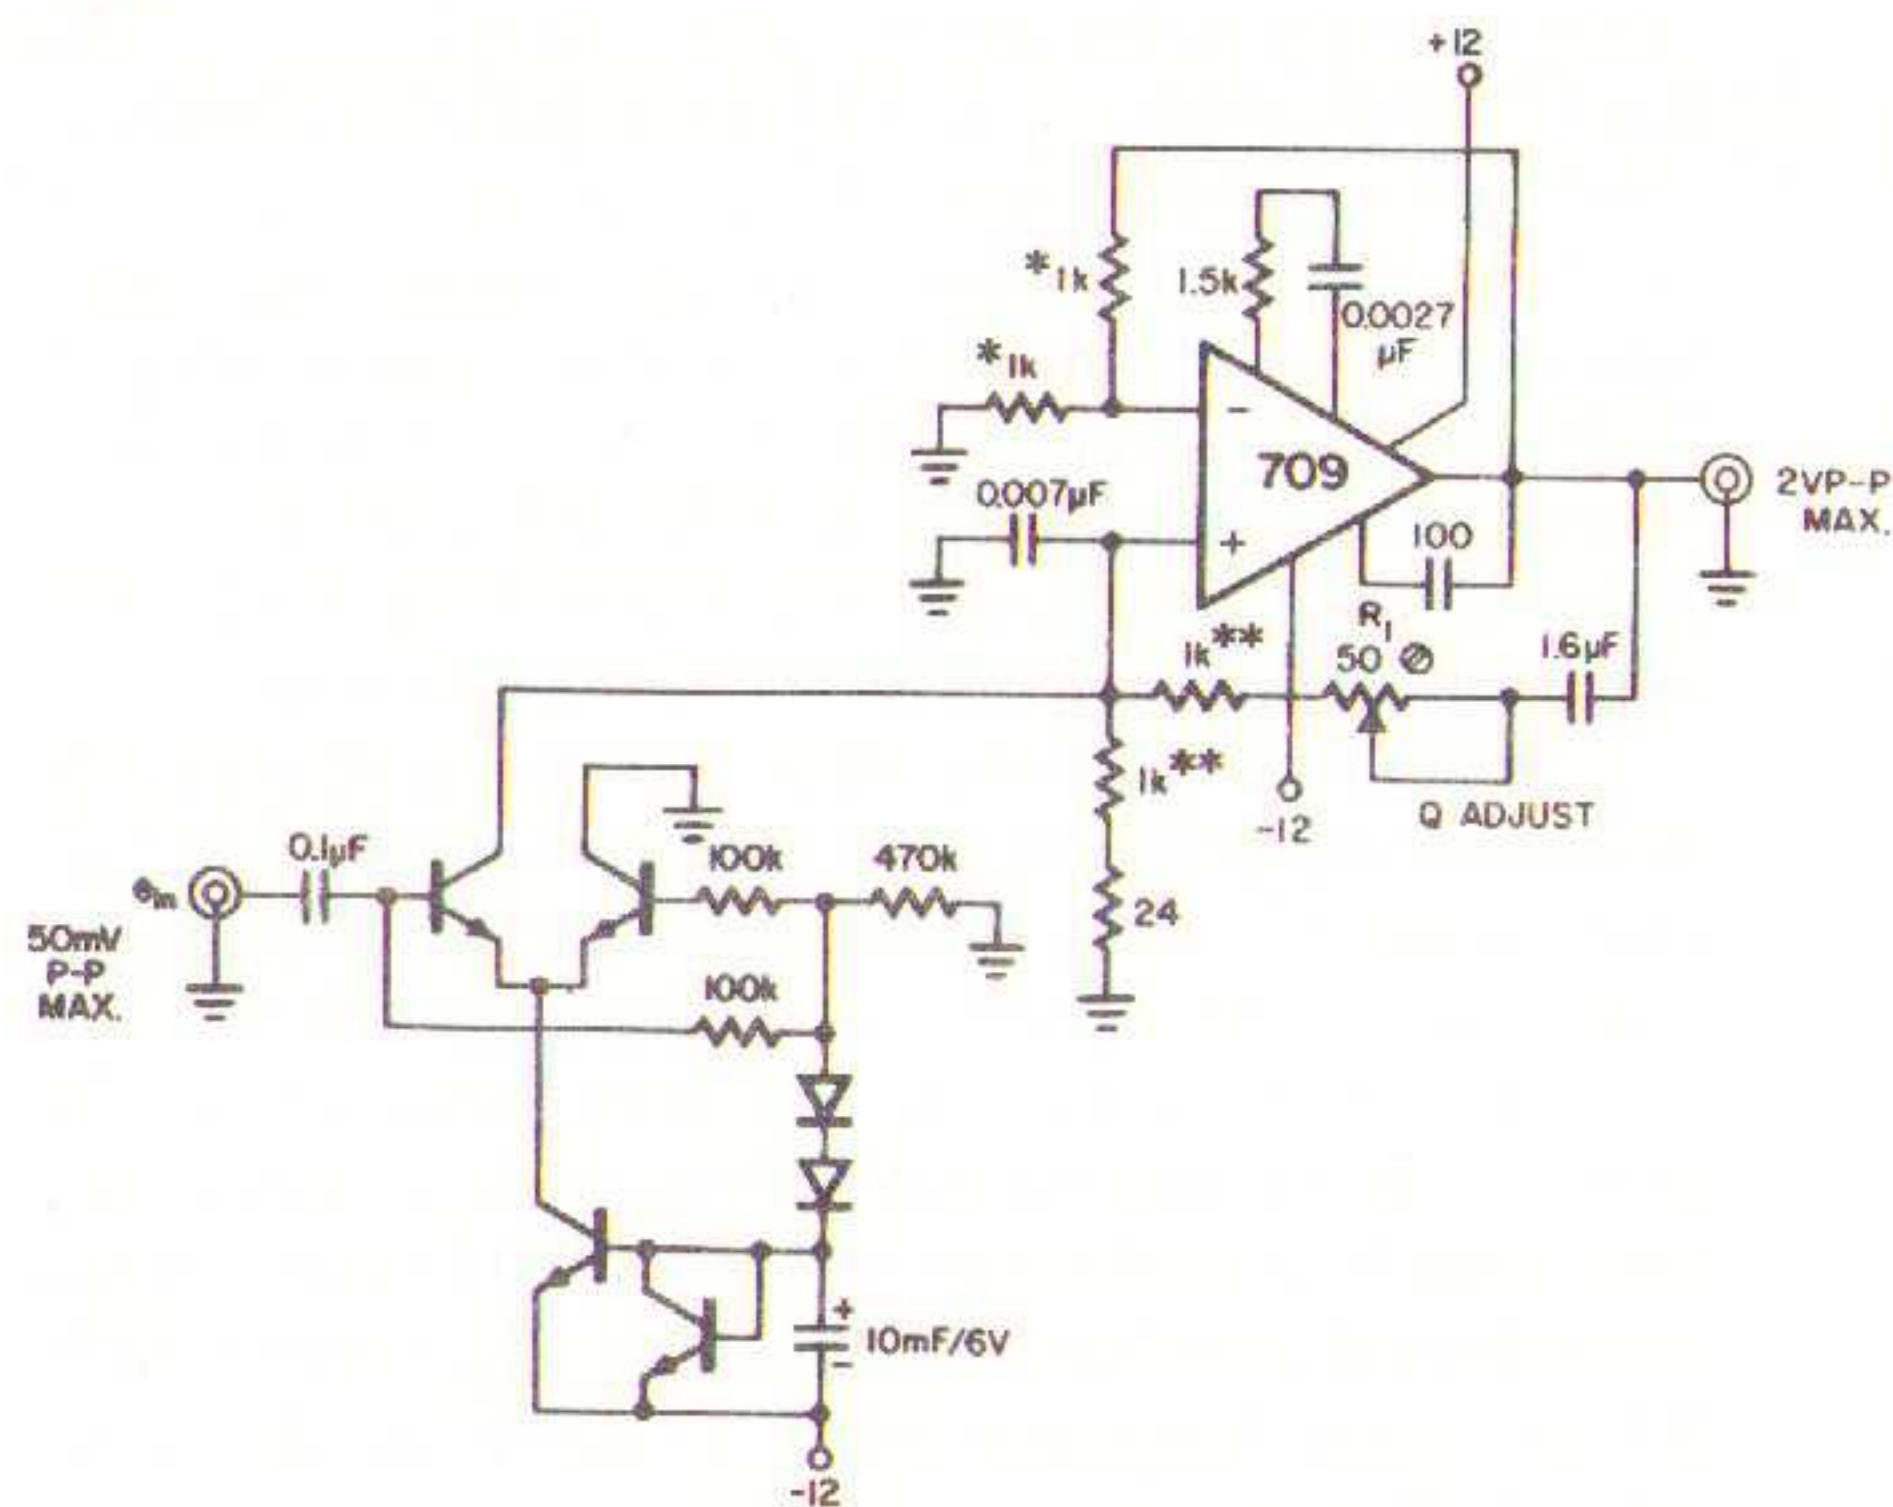 +12
*1k
1.5k
0.0027
µF
*1k
−
709
2VP-P
MAX.
0.007µF
+
100
R1
1k**
50
1.6µF
1k**
-12
Q ADJUST
0.1µF
100k
470k
ein
24
50mV
P-P
MAX.
100k
+
10mF/6V
-
-12